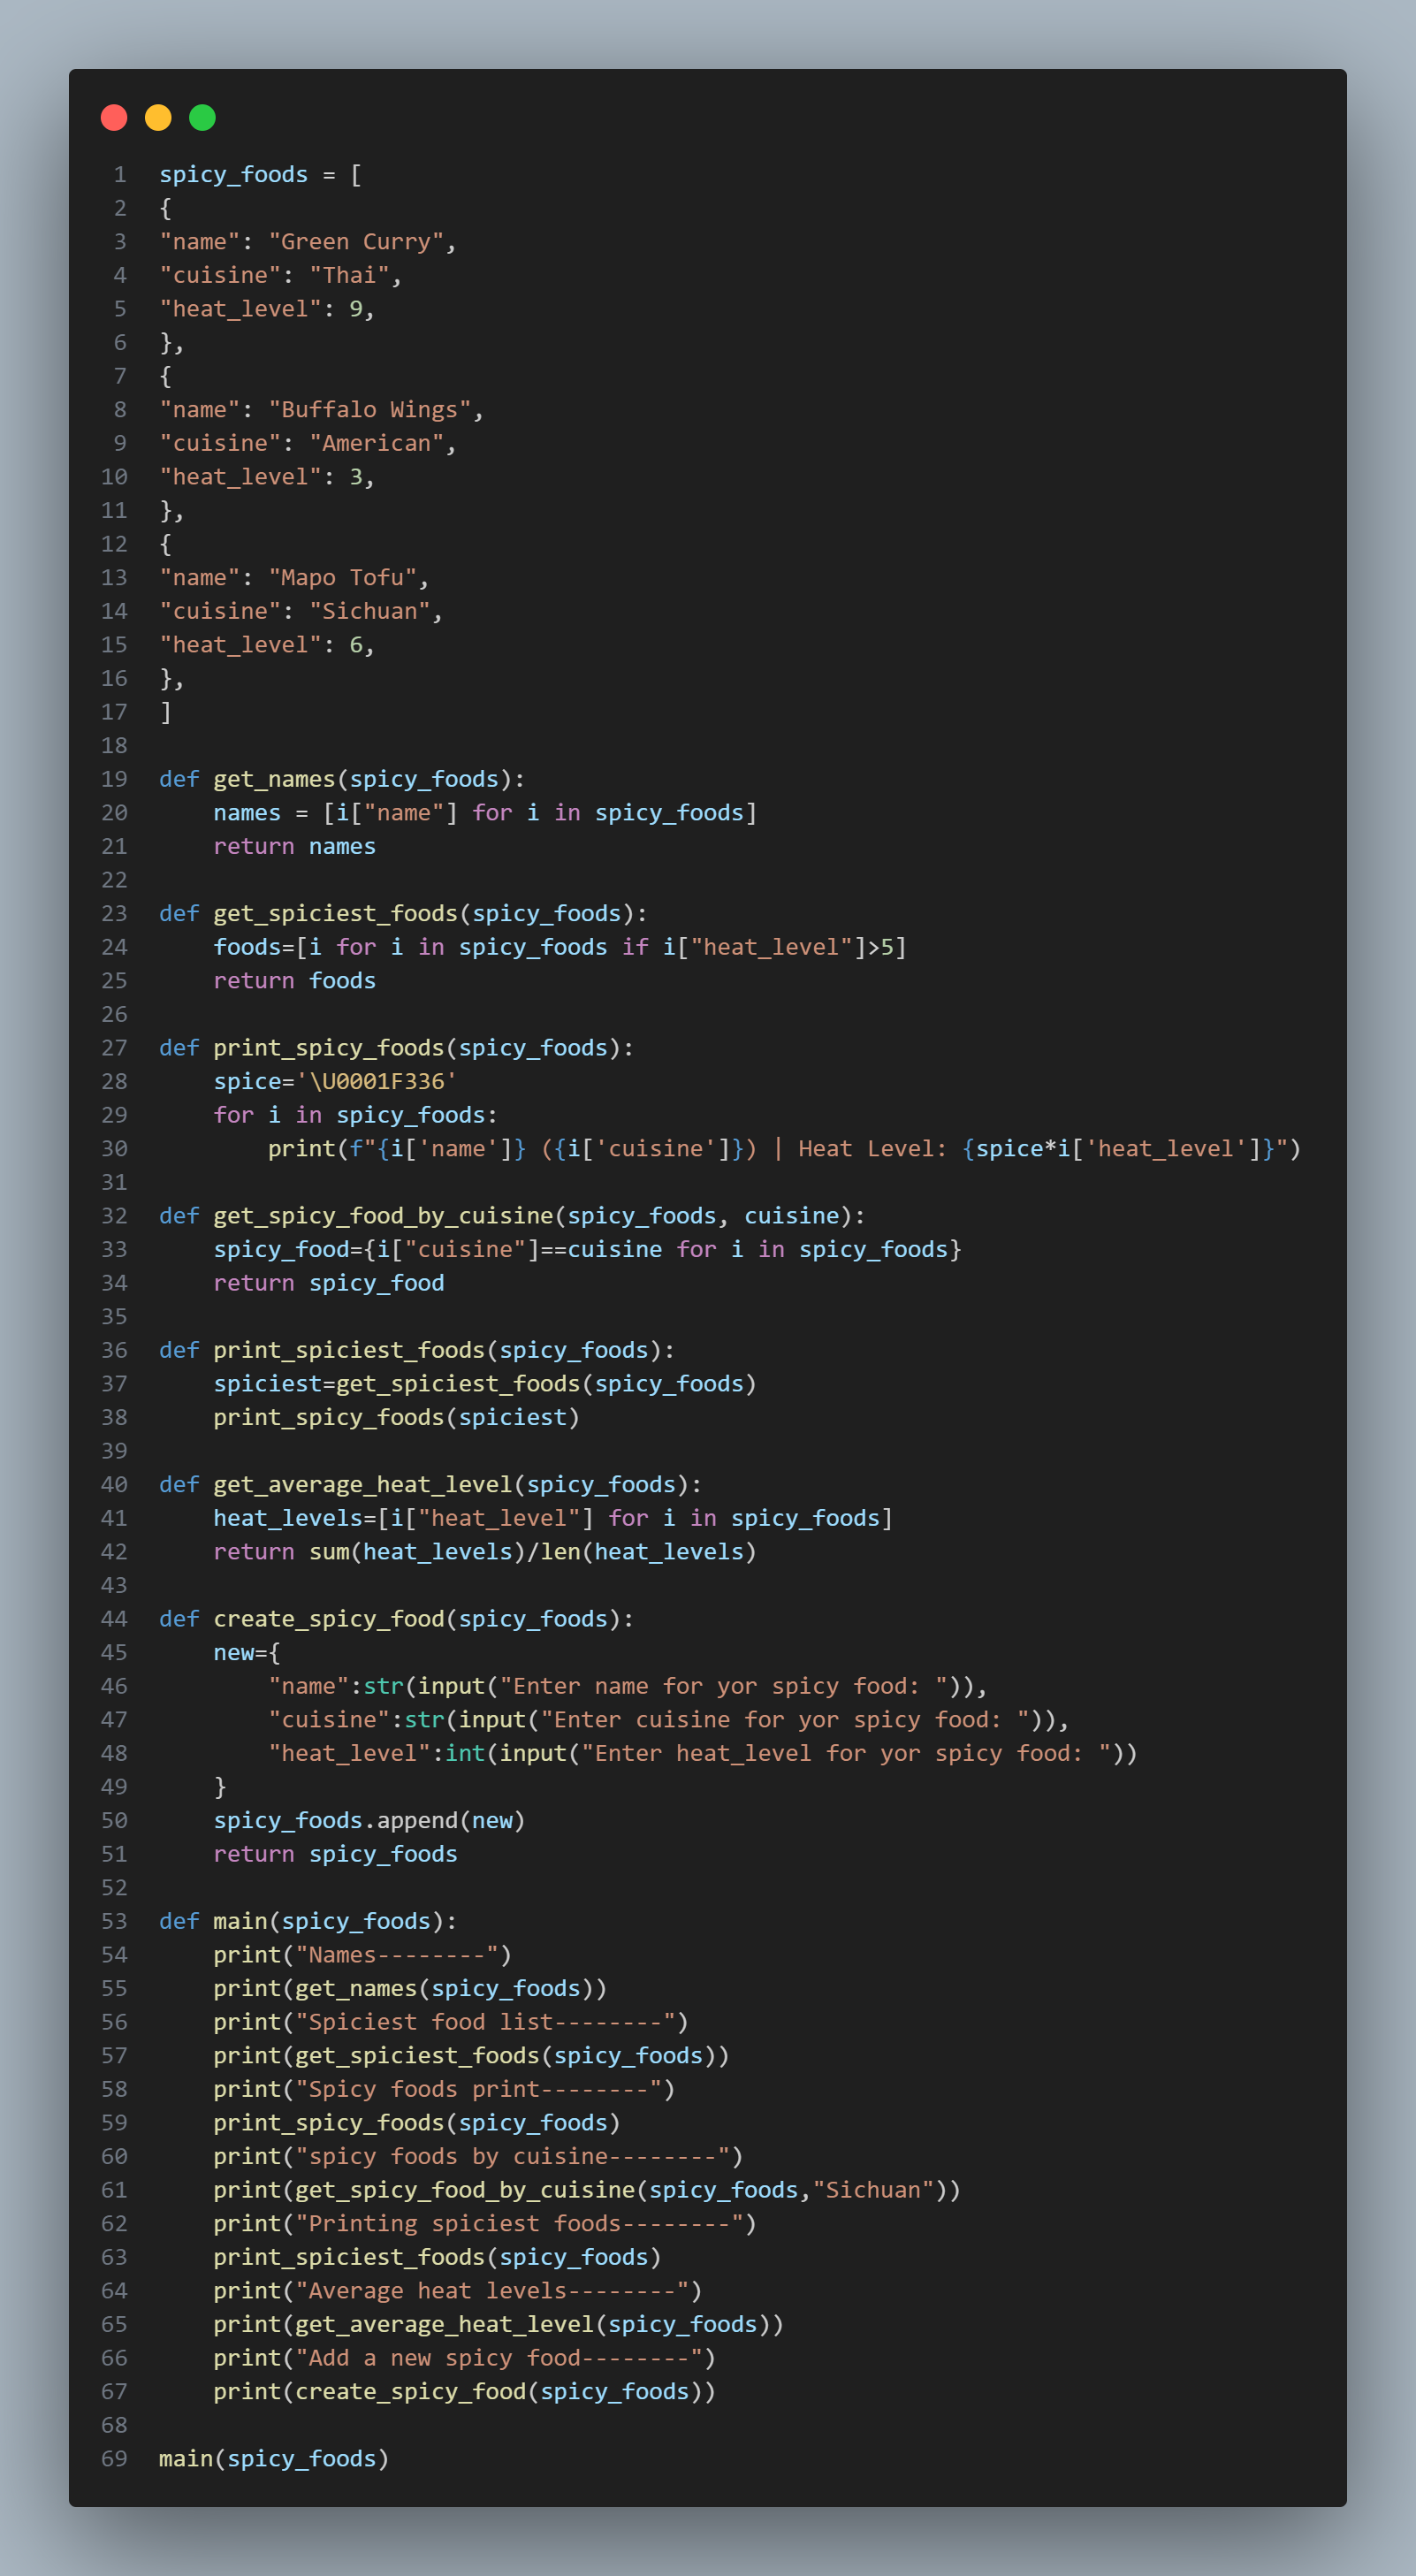 1 spicy_foods = [
2 {
3 "name": "Green Curry",
4 "cuisine": "Thai",
5 "heat_level": 9,
6 },
7 {
8 "name": "Buffalo Wings",
9 "cuisine": "American",
10 "heat_level": 3,
11 },
12 {
13 "name": "Mapo Tofu",
14 "cuisine": "Sichuan",
15 "heat_level": 6,
16 },
17 ]
18
19 def get_names(spicy_foods):
20     names = [i["name"] for i in spicy_foods]
21     return names
22
23 def get_spiciest_foods(spicy_foods):
24     foods=[i for i in spicy_foods if i["heat_level"]>5]
25     return foods
26
27 def print_spicy_foods(spicy_foods):
28     spice='\U0001F336'
29     for i in spicy_foods:
30         print(f"{i['name']} ({i['cuisine']}) | Heat Level: {spice*i['heat_level']}")
31
32 def get_spicy_food_by_cuisine(spicy_foods, cuisine):
33     spicy_food={i["cuisine"]==cuisine for i in spicy_foods}
34     return spicy_food
35
36 def print_spiciest_foods(spicy_foods):
37     spiciest=get_spiciest_foods(spicy_foods)
38     print_spicy_foods(spiciest)
39
40 def get_average_heat_level(spicy_foods):
41     heat_levels=[i["heat_level"] for i in spicy_foods]
42     return sum(heat_levels)/len(heat_levels)
43
44 def create_spicy_food(spicy_foods):
45     new={
46         "name":str(input("Enter name for yor spicy food: ")),
47         "cuisine":str(input("Enter cuisine for yor spicy food: ")),
48         "heat_level":int(input("Enter heat_level for yor spicy food: "))
49     }
50     spicy_foods.append(new)
51     return spicy_foods
52
53 def main(spicy_foods):
54     print("Names--------")
55     print(get_names(spicy_foods))
56     print("Spiciest food list--------")
57     print(get_spiciest_foods(spicy_foods))
58     print("Spicy foods print--------")
59     print_spicy_foods(spicy_foods)
60     print("spicy foods by cuisine--------")
61     print(get_spicy_food_by_cuisine(spicy_foods,"Sichuan"))
62     print("Printing spiciest foods--------")
63     print_spiciest_foods(spicy_foods)
64     print("Average heat levels--------")
65     print(get_average_heat_level(spicy_foods))
66     print("Add a new spicy food--------")
67     print(create_spicy_food(spicy_foods))
68
69 main(spicy_foods)